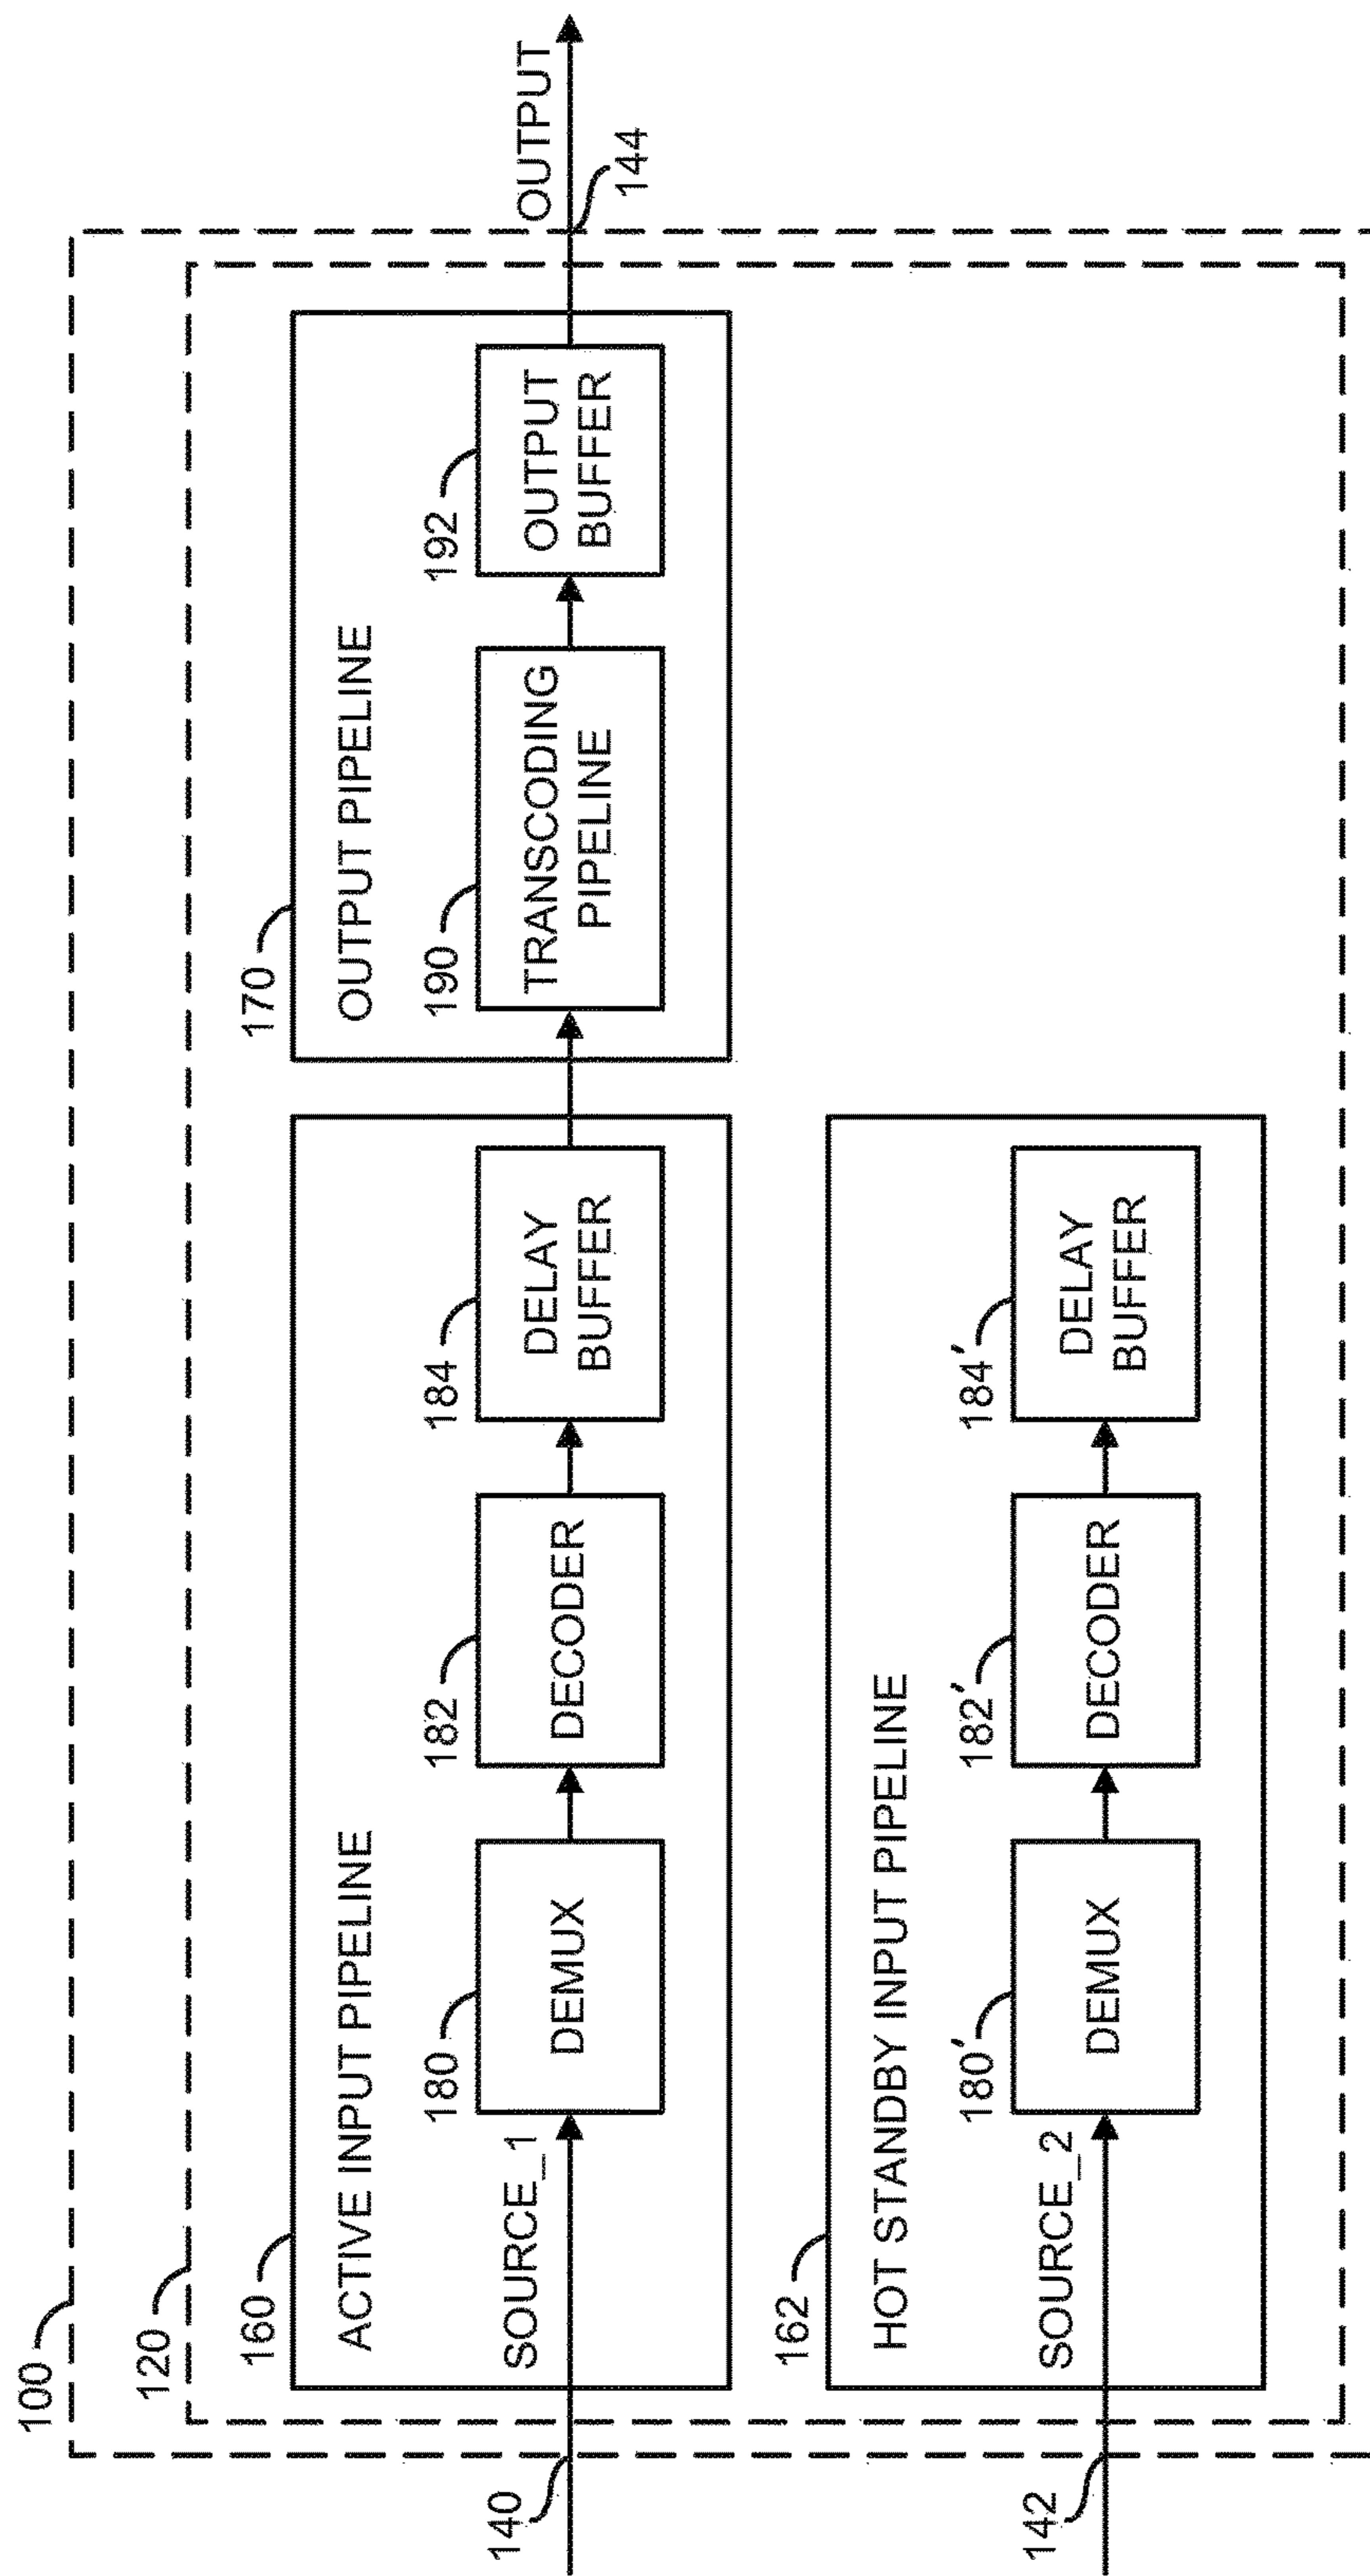 100
120
160
ACTIVE INPUT PIPELINE
170
OUTPUT PIPELINE
140
SOURCE_1
180
DEMUX
182
DECODER
184
DELAY
BUFFER
190
TRANSCODING
PIPELINE
192
OUTPUT
BUFFER
OUTPUT
144
162
HOT STANDBY INPUT PIPELINE
142
SOURCE_2
180′
DEMUX
182′
DECODER
184′
DELAY
BUFFER